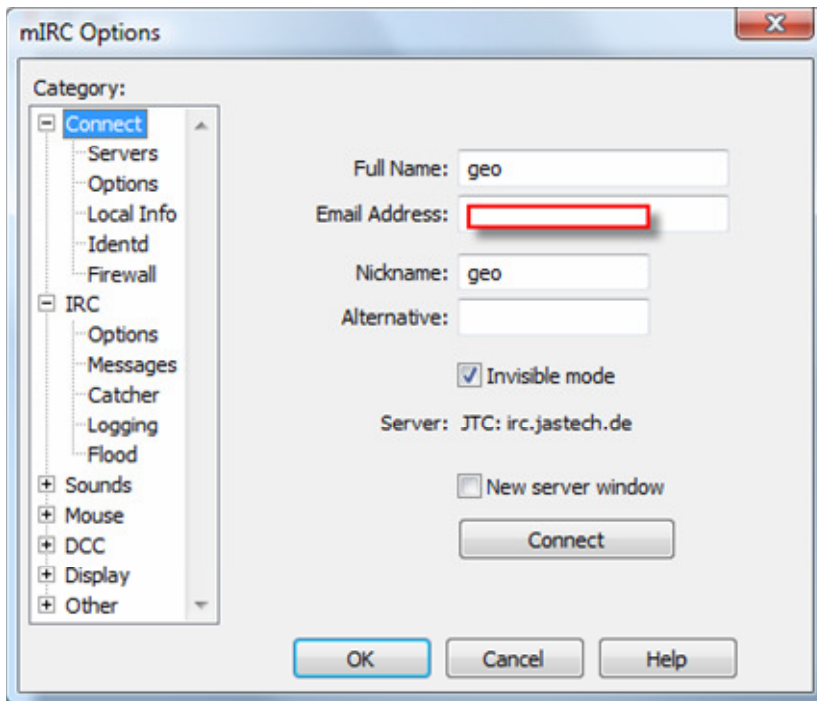 mIRC Options
Category:
Connect
Servers
Options
Local Info
Identd
Firewall
IRC
Options
Messages
Catcher
Logging
Flood
Sounds
Mouse
DCC
Display
Other
Full Name: geo
Email Address:
Nickname: geo
Alternative:
Invisible mode
Server: JTC: irc.jastech.de
New server window
Connect
OK Cancel Help